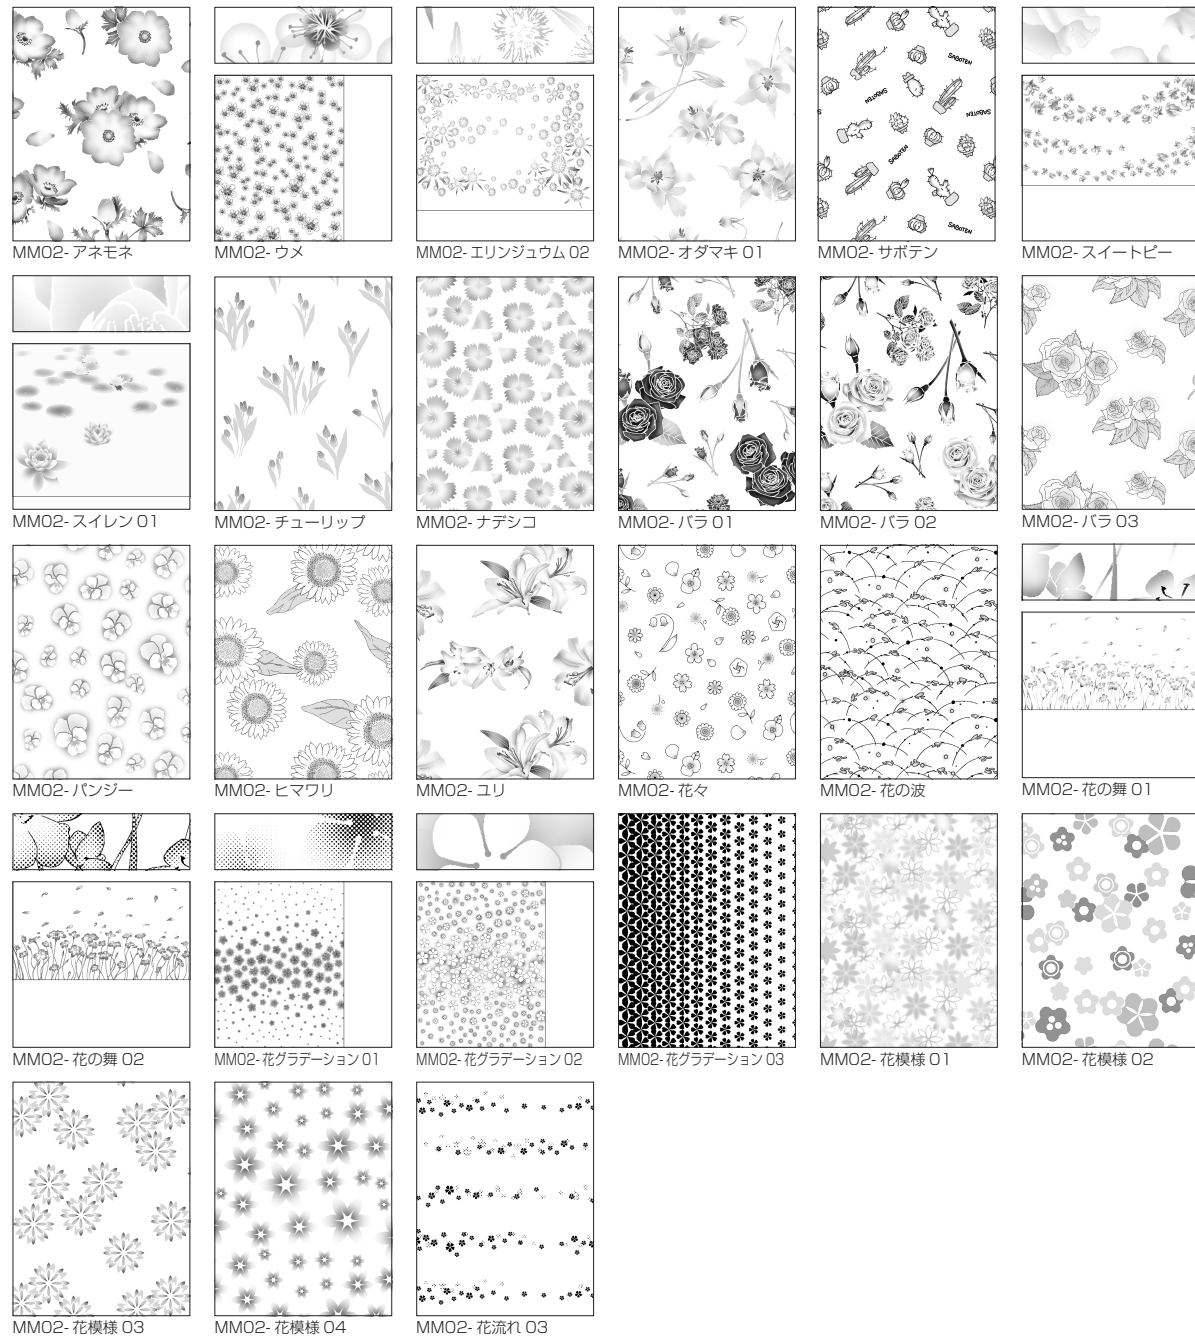 SABOTEN
SABOTEN
SABOTEN
SABOTEN
MM02- アネモネ
MM02- ウメ
MM02- エリンジュウム 02
MM02- オダマキ 01
MM02- サボテン
MM02- スイートピー
MM02- スイレン 01
MM02- チューリップ
MM02- ナデシコ
MM02- バラ 01
MM02- バラ 02
MM02- バラ 03
MM02- パンジー
MM02- ヒマワリ
MM02- ユリ
MM02- 花々
MM02- 花の波
MM02- 花の舞 01
MM02- 花の舞 02
MM02- 花グラデーション 01
MM02- 花グラデーション 02
MM02- 花グラデーション 03
MM02- 花模様 01
MM02- 花模様 02
MM02- 花模様 03
MM02- 花模様 04
MM02- 花流れ 03